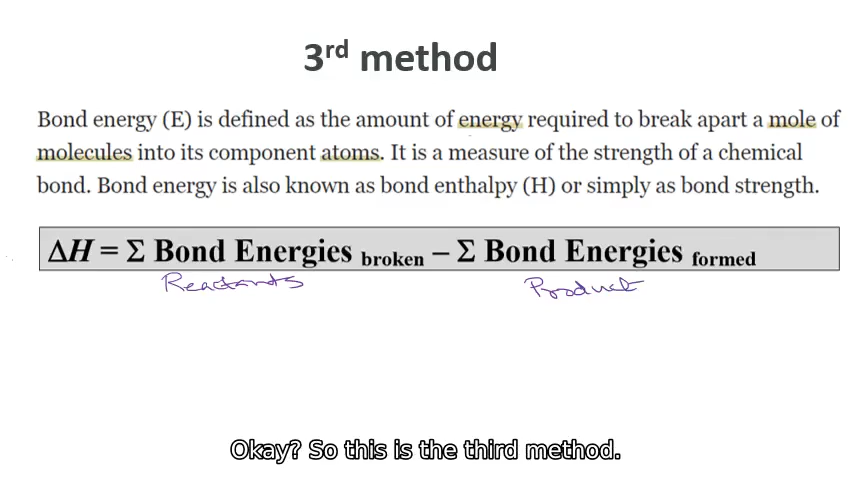 3rd method
Bond energy (E) is defined as the amount of energy required to break apart a mole of
molecules into its component atoms. It is a measure of the strength of a chemical
bond. Bond energy is also known as bond enthalpy (H) or simply as bond strength.
ΔH = Σ Bond Energies broken – Σ Bond Energies formed
Reactants Product
Okay? So this is the third method.